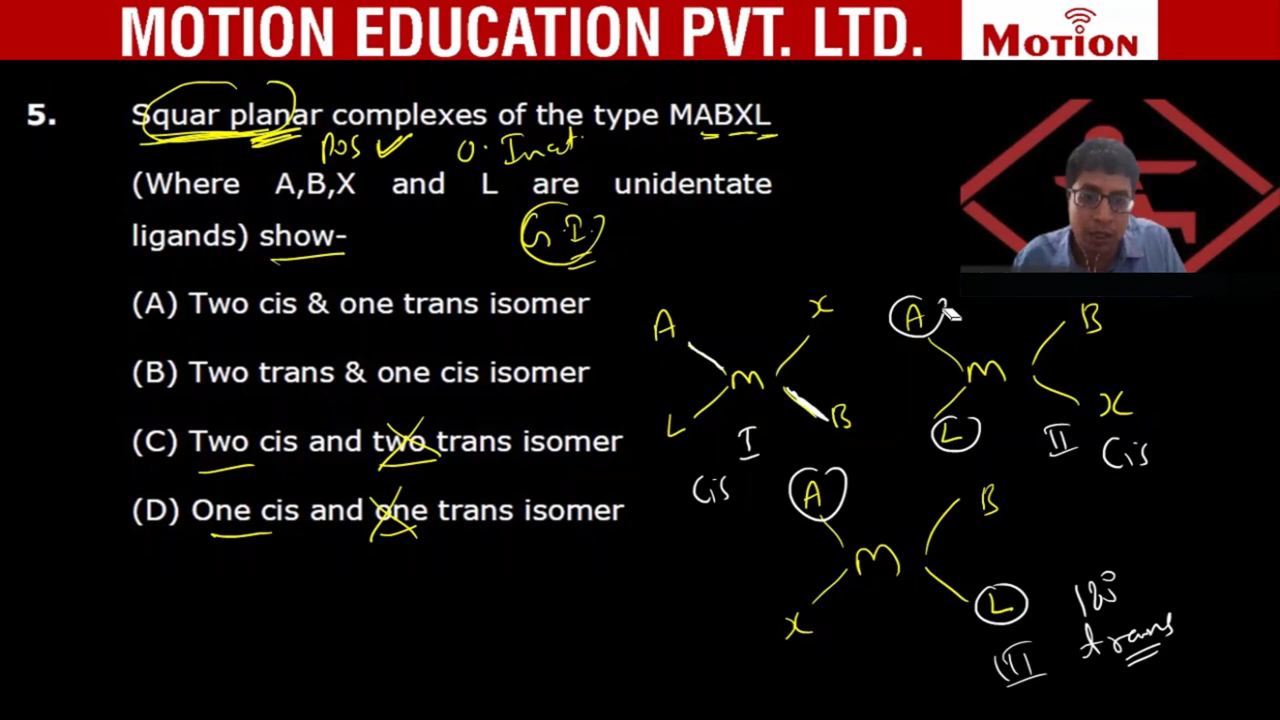 MOTION EDUCATION PVT. LTD.
MOTION
5. Squar planar complexes of the type MABXL
POS ✓ O. Inact.
(Where A,B,X and L are unidentate
ligands) show-
G.I.
(A) Two cis & one trans isomer
(B) Two trans & one cis isomer
(C) Two cis and two trans isomer
(D) One cis and one trans isomer
A X
M
L B
I
cis
A B
M
L X
II
Cis
A B
M
X L
III
180°
trans